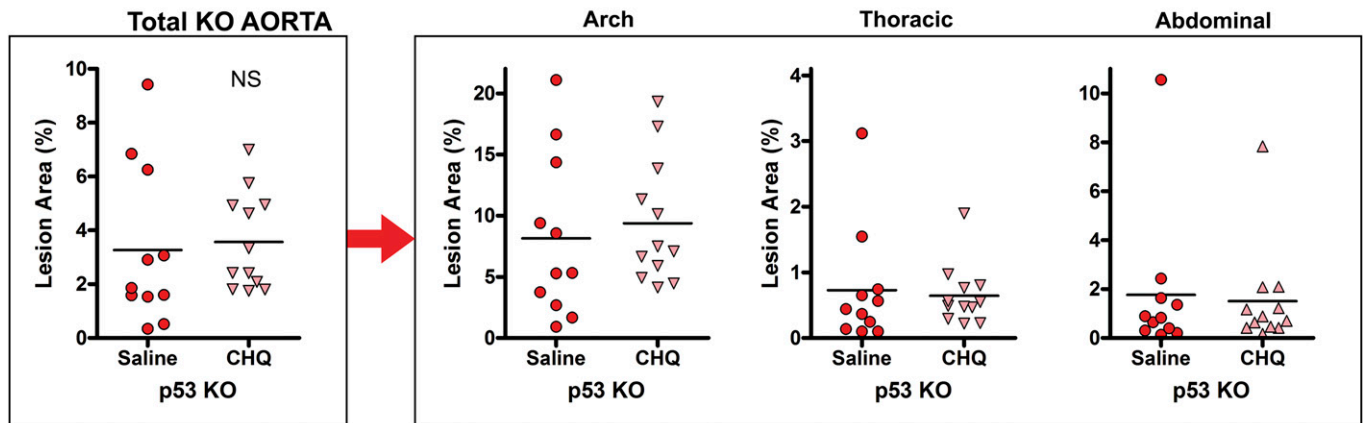 Total KO AORTA
Lesion Area (%)
10
8
6
4
2
0
NS
Saline CHQ
p53 KO
Arch
Lesion Area (%)
20
15
10
5
0
Saline CHQ
p53 KO
Thoracic
Lesion Area (%)
4
3
2
1
0
Saline CHQ
p53 KO
Abdominal
Lesion Area (%)
10
8
6
4
2
0
Saline CHQ
p53 KO